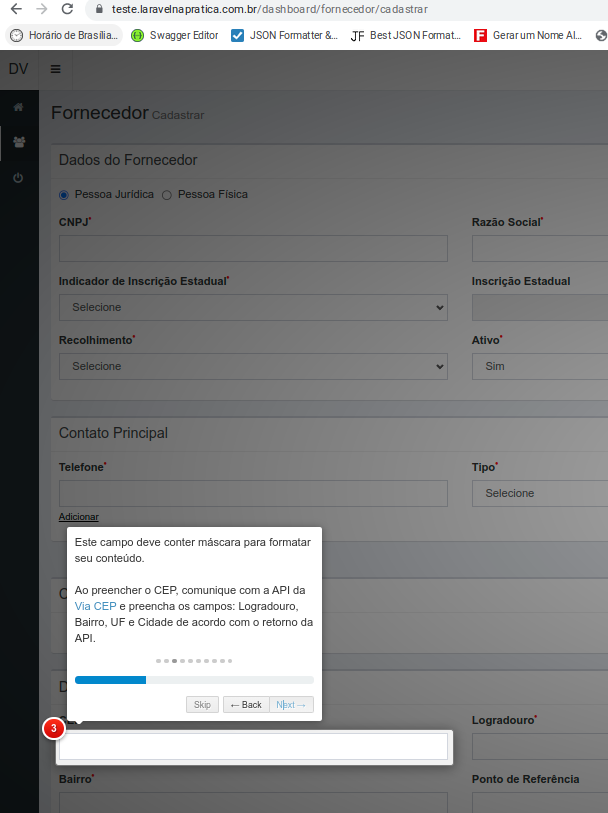 teste.laravelnapratica.com.br/dashboard/fornecedor/cadastrar
Horário de Brasília... Swagger Editor JSON Formatter &... JF Best JSON Format... F Gerar um Nome Al...
DV
Fornecedor Cadastrar
Dados do Fornecedor
Pessoa Jurídica Pessoa Física
CNPJ* Razão Social*
Indicador de Inscrição Estadual* Inscrição Estadual
Selecione
Recolhimento* Ativo*
Selecione Sim
Contato Principal
Telefone* Tipo*
Selecione
Adicionar
Este campo deve conter máscara para formatar
seu conteúdo.
Ao preencher o CEP, comunique com a API da
Via CEP e preencha os campos: Logradouro,
Bairro, UF e Cidade de acordo com o retorno da
API.
Skip ← Back Next →
3
Logradouro*
Bairro* Ponto de Referência